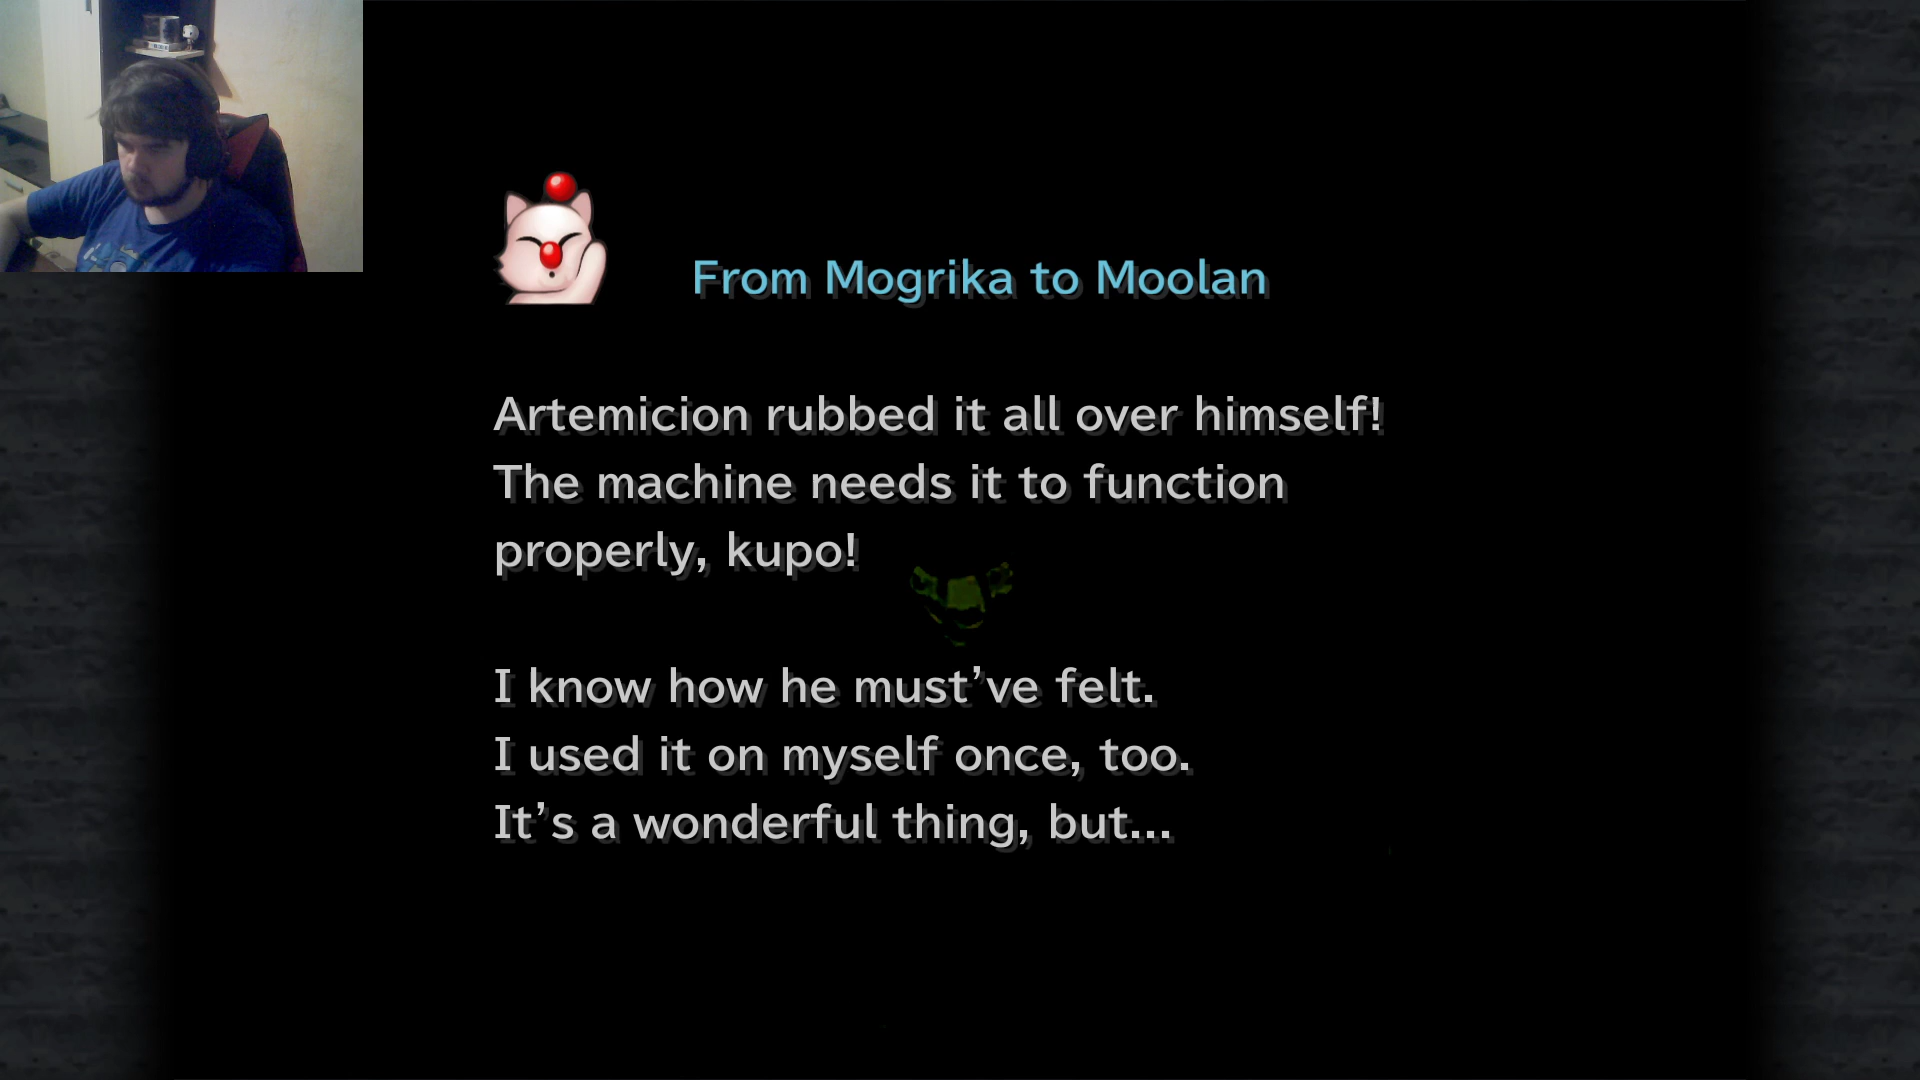 From Mogrika to Moolan
Artemicion rubbed it all over himself!
The machine needs it to function
properly, kupo!
I know how he must’ve felt.
I used it on myself once, too.
It’s a wonderful thing, but...